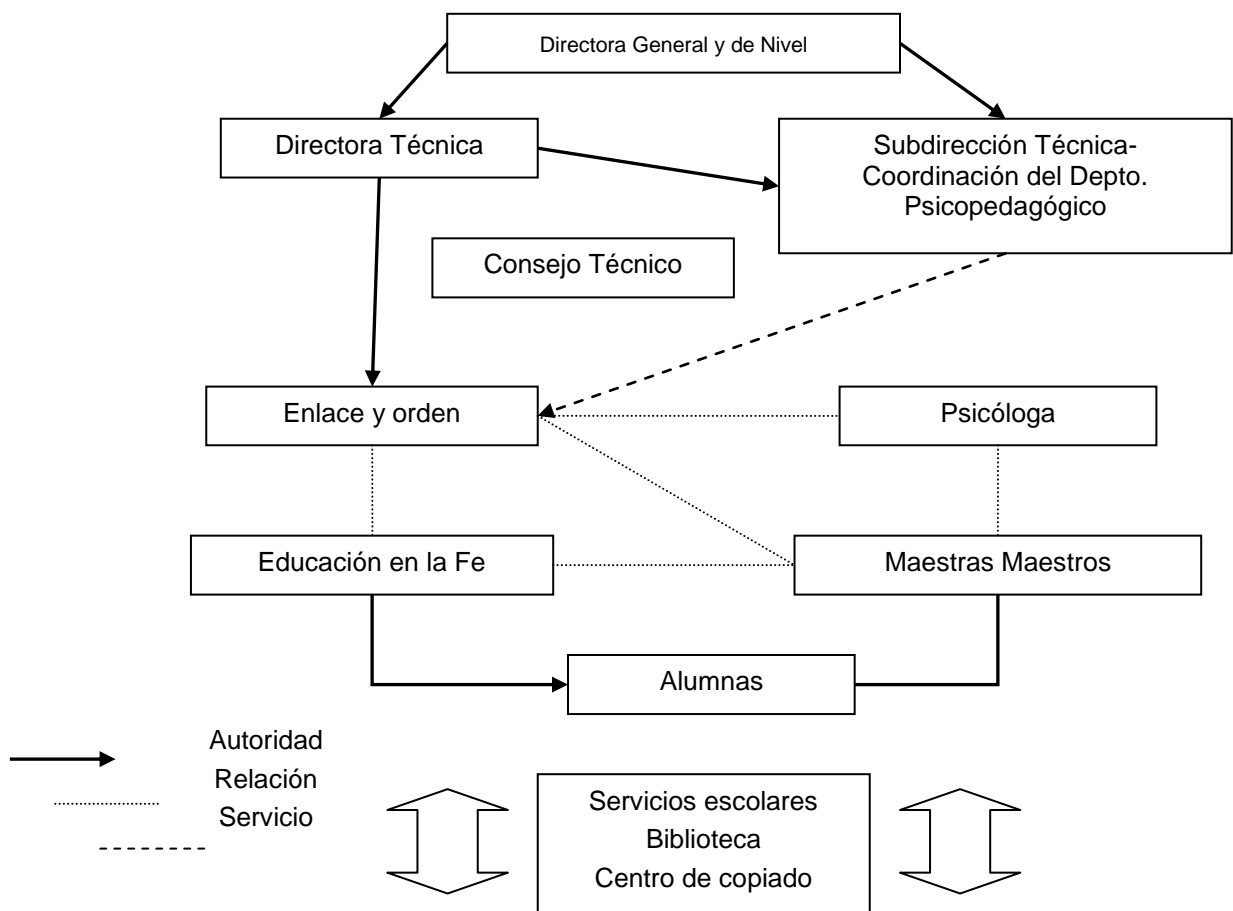 Directora General y de Nivel
Directora Técnica
Subdirección Técnica-
Coordinación del Depto.
Psicopedagógico
Consejo Técnico
Enlace y orden
Psicóloga
Educación en la Fe
Maestras Maestros
Alumnas
Autoridad
Relación
Servicio
Servicios escolares
Biblioteca
Centro de copiado